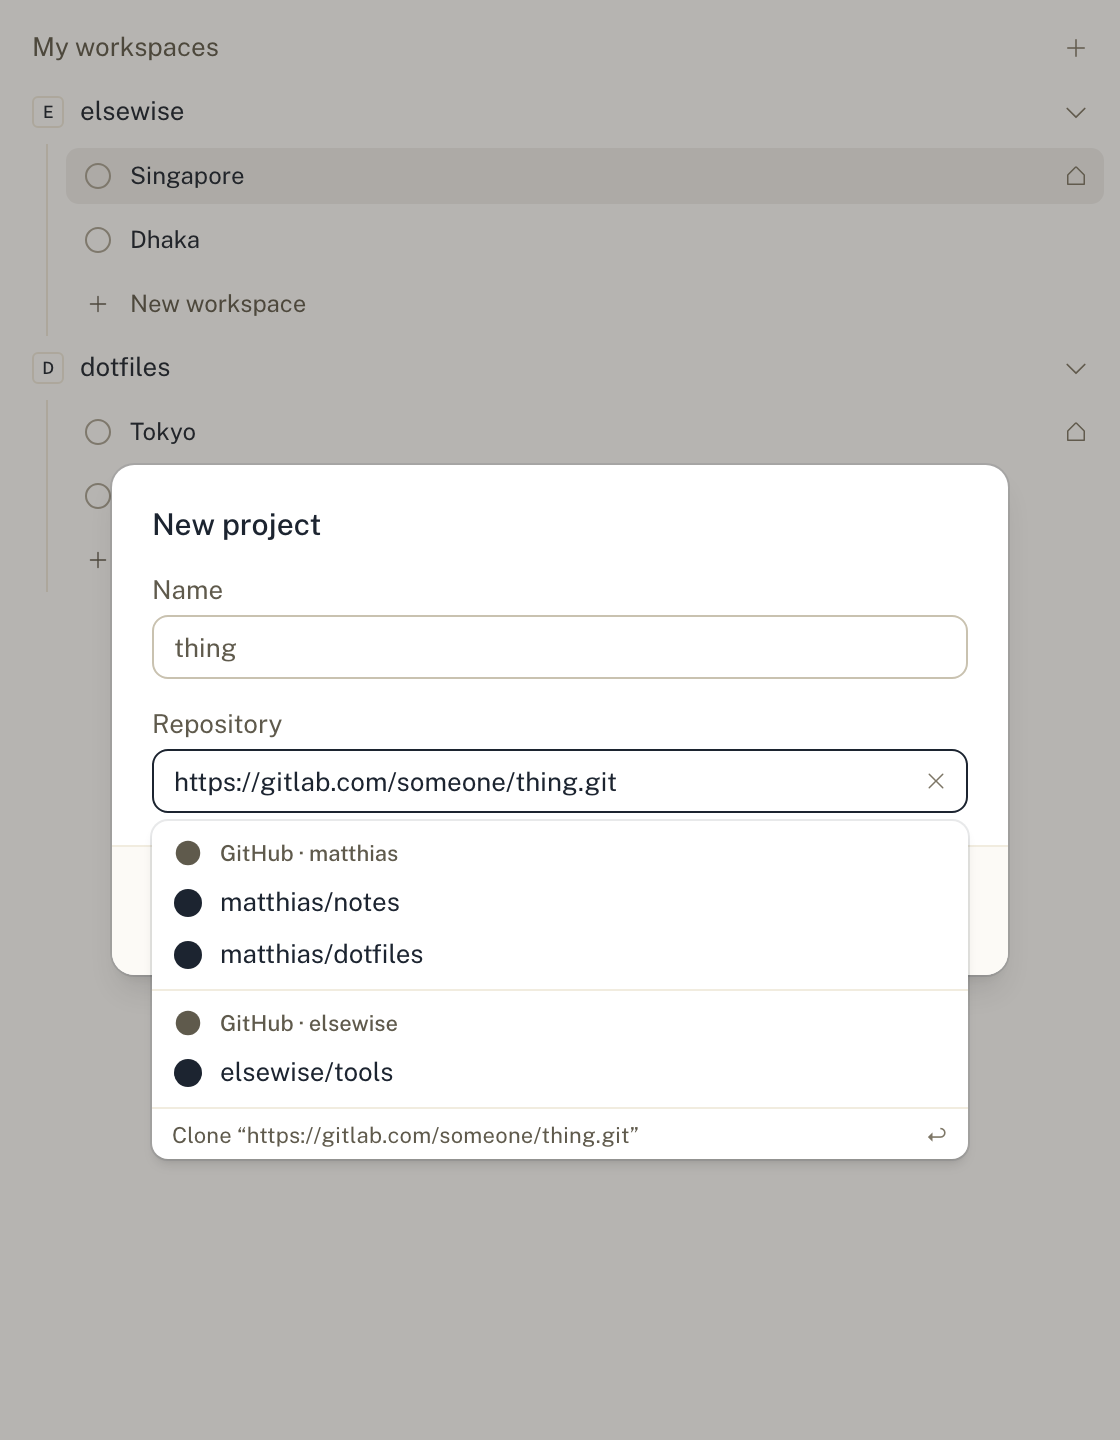 My workspaces
E elsewise
Singapore
Dhaka
New workspace
D dotfiles
Tokyo
New project
Name
thing
Repository
https://gitlab.com/someone/thing.git
GitHub · matthias
matthias/notes
matthias/dotfiles
GitHub · elsewise
elsewise/tools
Clone “https://gitlab.com/someone/thing.git”